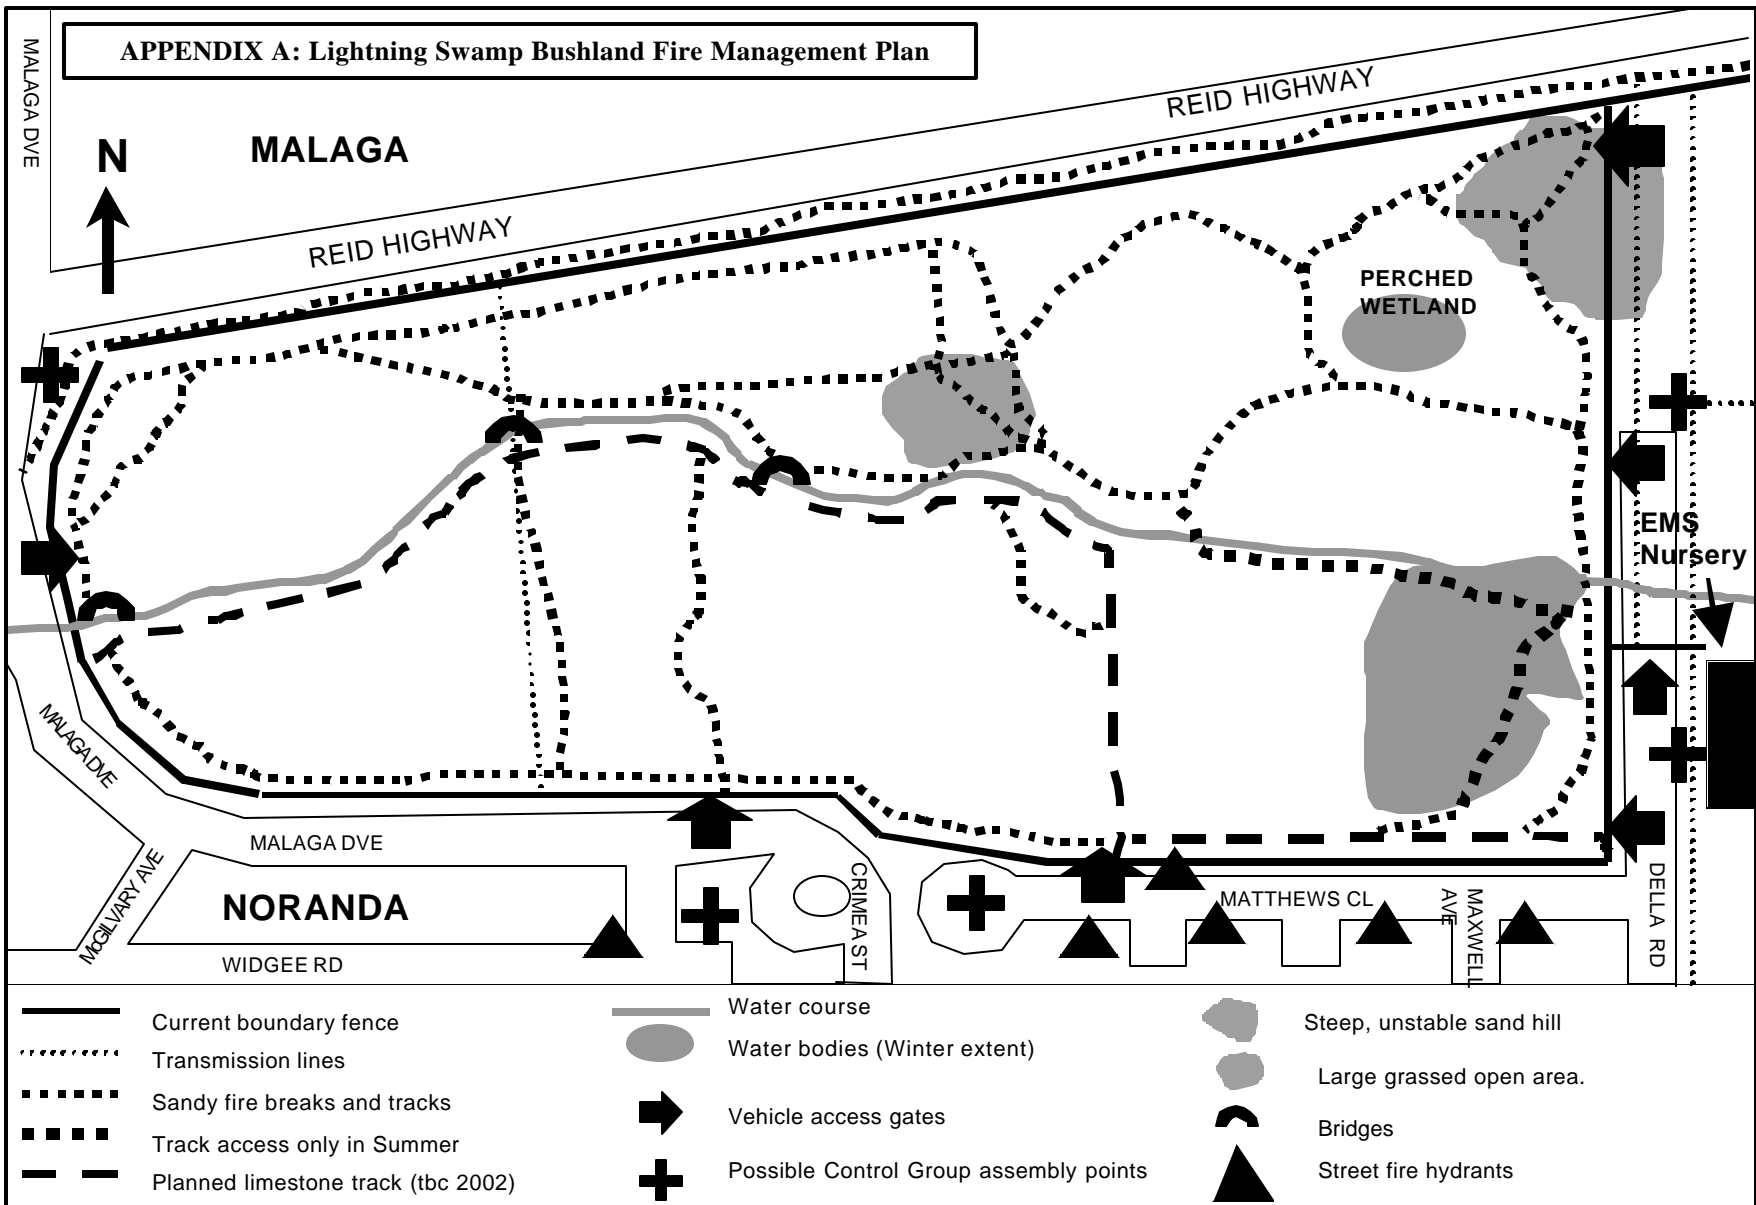 APPENDIX A: Lightning Swamp Bushland Fire Management Plan
MALAGA DVE
REID HIGHWAY
N
MALAGA
REID HIGHWAY
PERCHED
WETLAND
EMS
Nursery
MALAGA DVE
MALAGA DVE
McGILVARY AVE
NORANDA
CRIMEA ST
MATTHEWS CL
MAXWELL
AVE
DELLA RD
WIDGEE RD
Current boundary fence
Transmission lines
Sandy fire breaks and tracks
Track access only in Summer
Planned limestone track (tbc 2002)
Water course
Water bodies (Winter extent)
Vehicle access gates
Possible Control Group assembly points
Steep, unstable sand hill
Large grassed open area.
Bridges
Street fire hydrants